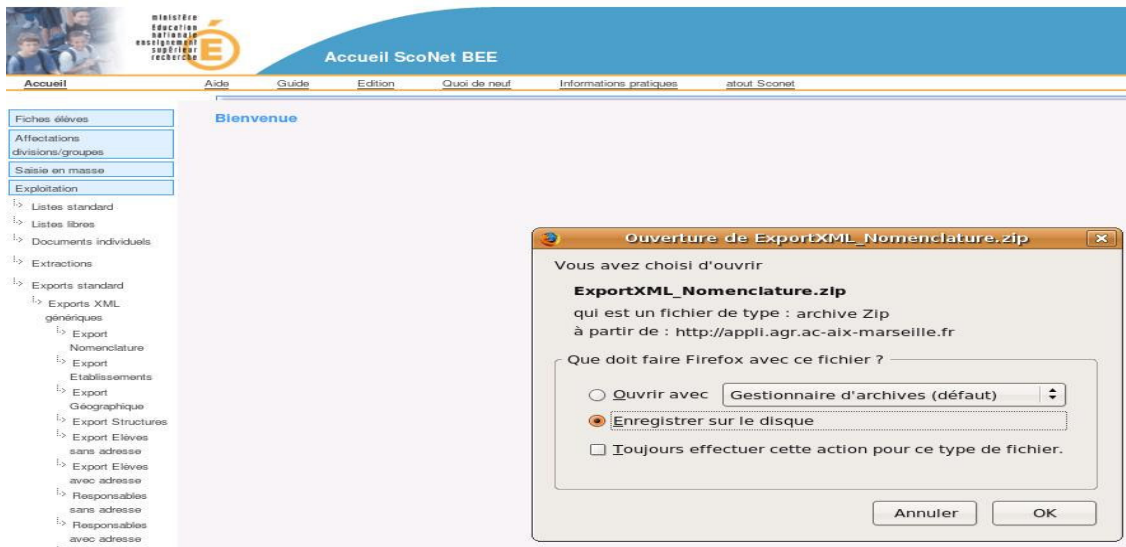 ministère
éducation
nationale
enseignement
supérieur
recherche
É
Accueil ScoNet BEE
Accueil Aide Guide Edition Quoi de neuf Informations pratiques atout Sconet
Bienvenue
Fiches élèves
Affectations
divisions/groupes
Saisie en masse
Exploitation
Listes standard
Listes libres
Documents individuels
Extractions
Exports standard
Exports XML
génériques
Export
Nomenclature
Export
Etablissements
Export
Géographique
Export Structures
Export Elèves
sans adresse
Export Elèves
avec adresse
Responsables
sans adresse
Responsables
avec adresse
Ouverture de ExportXML_Nomenclature.zip
Vous avez choisi d'ouvrir
ExportXML_Nomenclature.zip
qui est un fichier de type : archive Zip
à partir de : http://appli.agr.ac-aix-marseille.fr
Que doit faire Firefox avec ce fichier ?
Ouvrir avec Gestionnaire d'archives (défaut)
Enregistrer sur le disque
Toujours effectuer cette action pour ce type de fichier.
Annuler OK